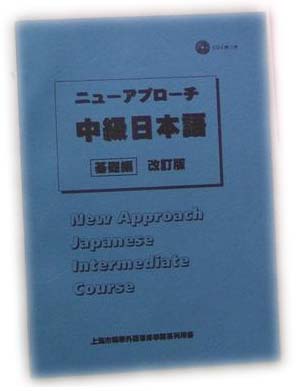 ニューアプローチ
中級日本語
基礎編 改訂版
New Approach
Japanese
Intermediate
Course